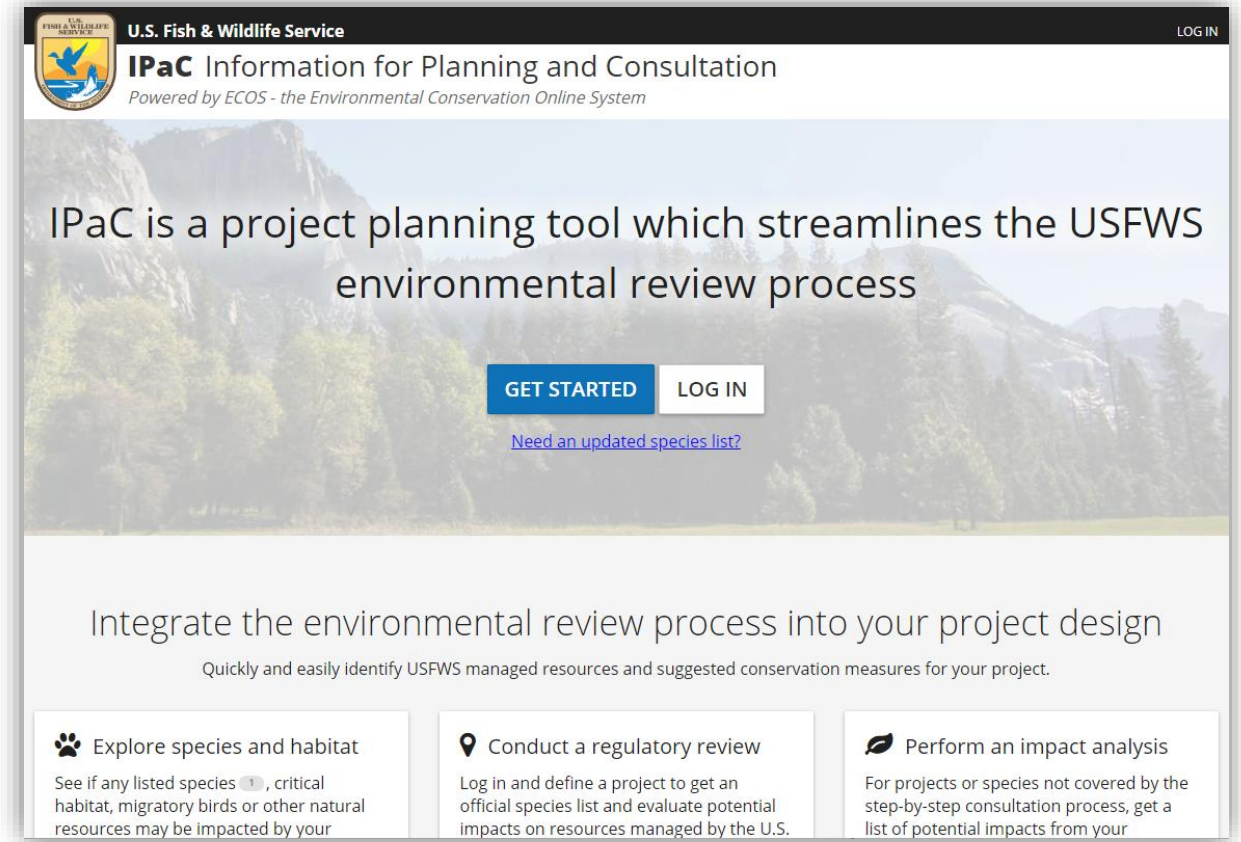 U.S.
FISH & WILDLIFE
SERVICE
U.S. Fish & Wildlife Service
LOG IN
IPaC Information for Planning and Consultation
Powered by ECOS - the Environmental Conservation Online System
IPaC is a project planning tool which streamlines the USFWS
environmental review process
GET STARTED
LOG IN
Need an updated species list?
Integrate the environmental review process into your project design
Quickly and easily identify USFWS managed resources and suggested conservation measures for your project.
Explore species and habitat
See if any listed species 1 , critical
habitat, migratory birds or other natural
resources may be impacted by your
Conduct a regulatory review
Log in and define a project to get an
official species list and evaluate potential
impacts on resources managed by the U.S.
Perform an impact analysis
For projects or species not covered by the
step-by-step consultation process, get a
list of potential impacts from your